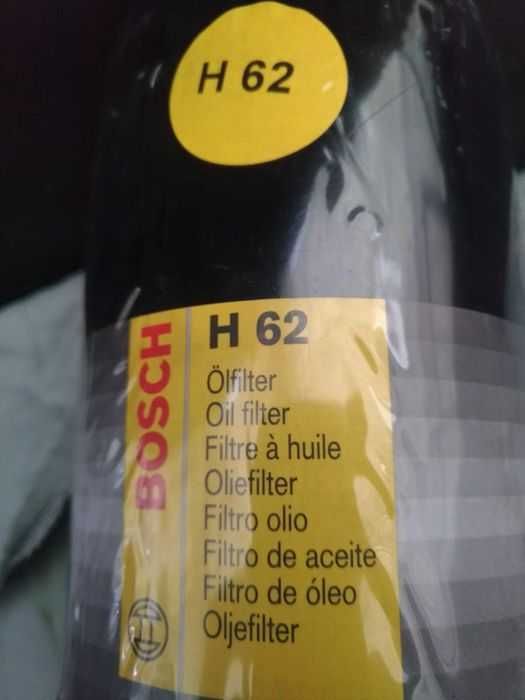 H 62
BOSCH
H 62
Ölfilter
Oil filter
Filtre à huile
Oliefilter
Filtro olio
Filtro de aceite
Filtro de óleo
Oljefilter